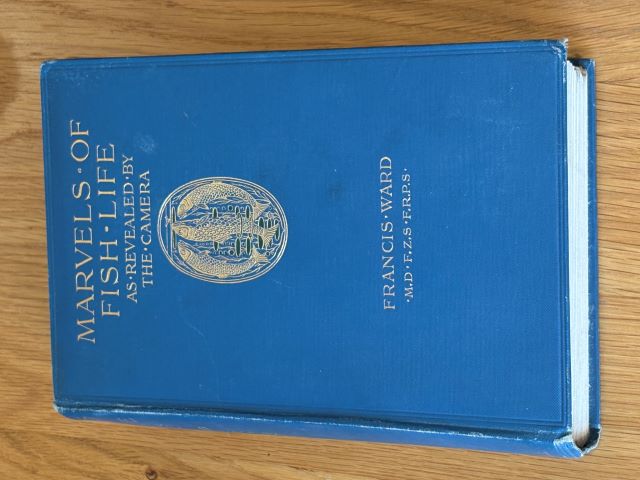 MARVELS·OF
FISH·LIFE
AS·REVEALED·BY
THE·CAMERA
FRANCIS·WARD
·M.D·F.Z.S·F.R.P.S·